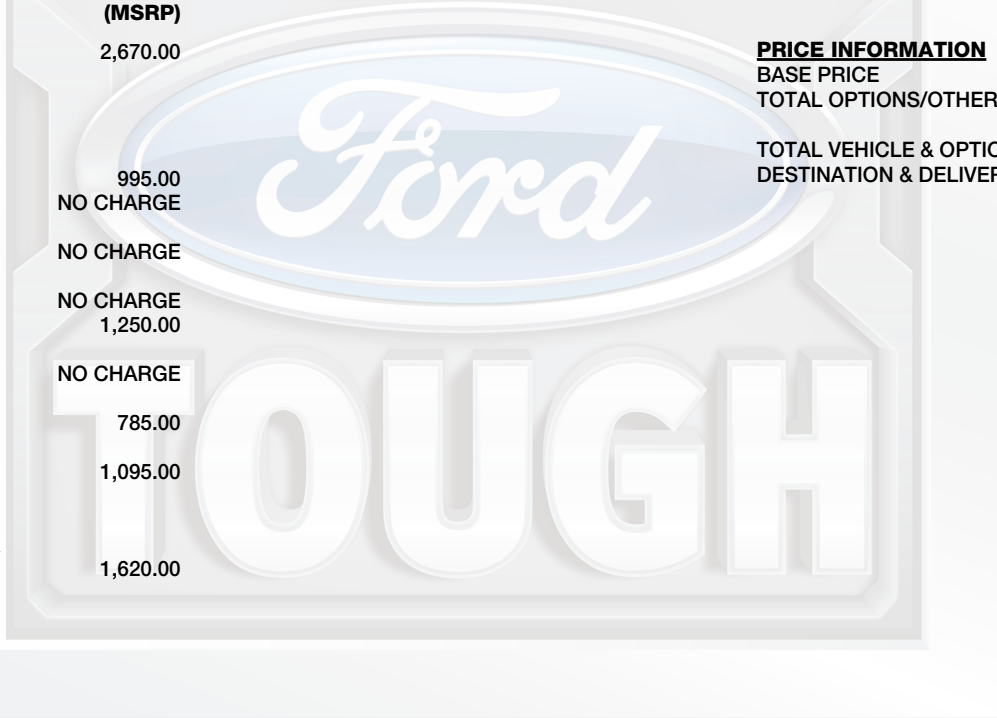 (MSRP)
2,670.00
995.00
NO CHARGE
NO CHARGE
NO CHARGE
1,250.00
NO CHARGE
785.00
1,095.00
1,620.00
PRICE INFORMATION
BASE PRICE
TOTAL OPTIONS/OTHER
TOTAL VEHICLE & OPTIO
DESTINATION & DELIVER
Ford
TOUGH